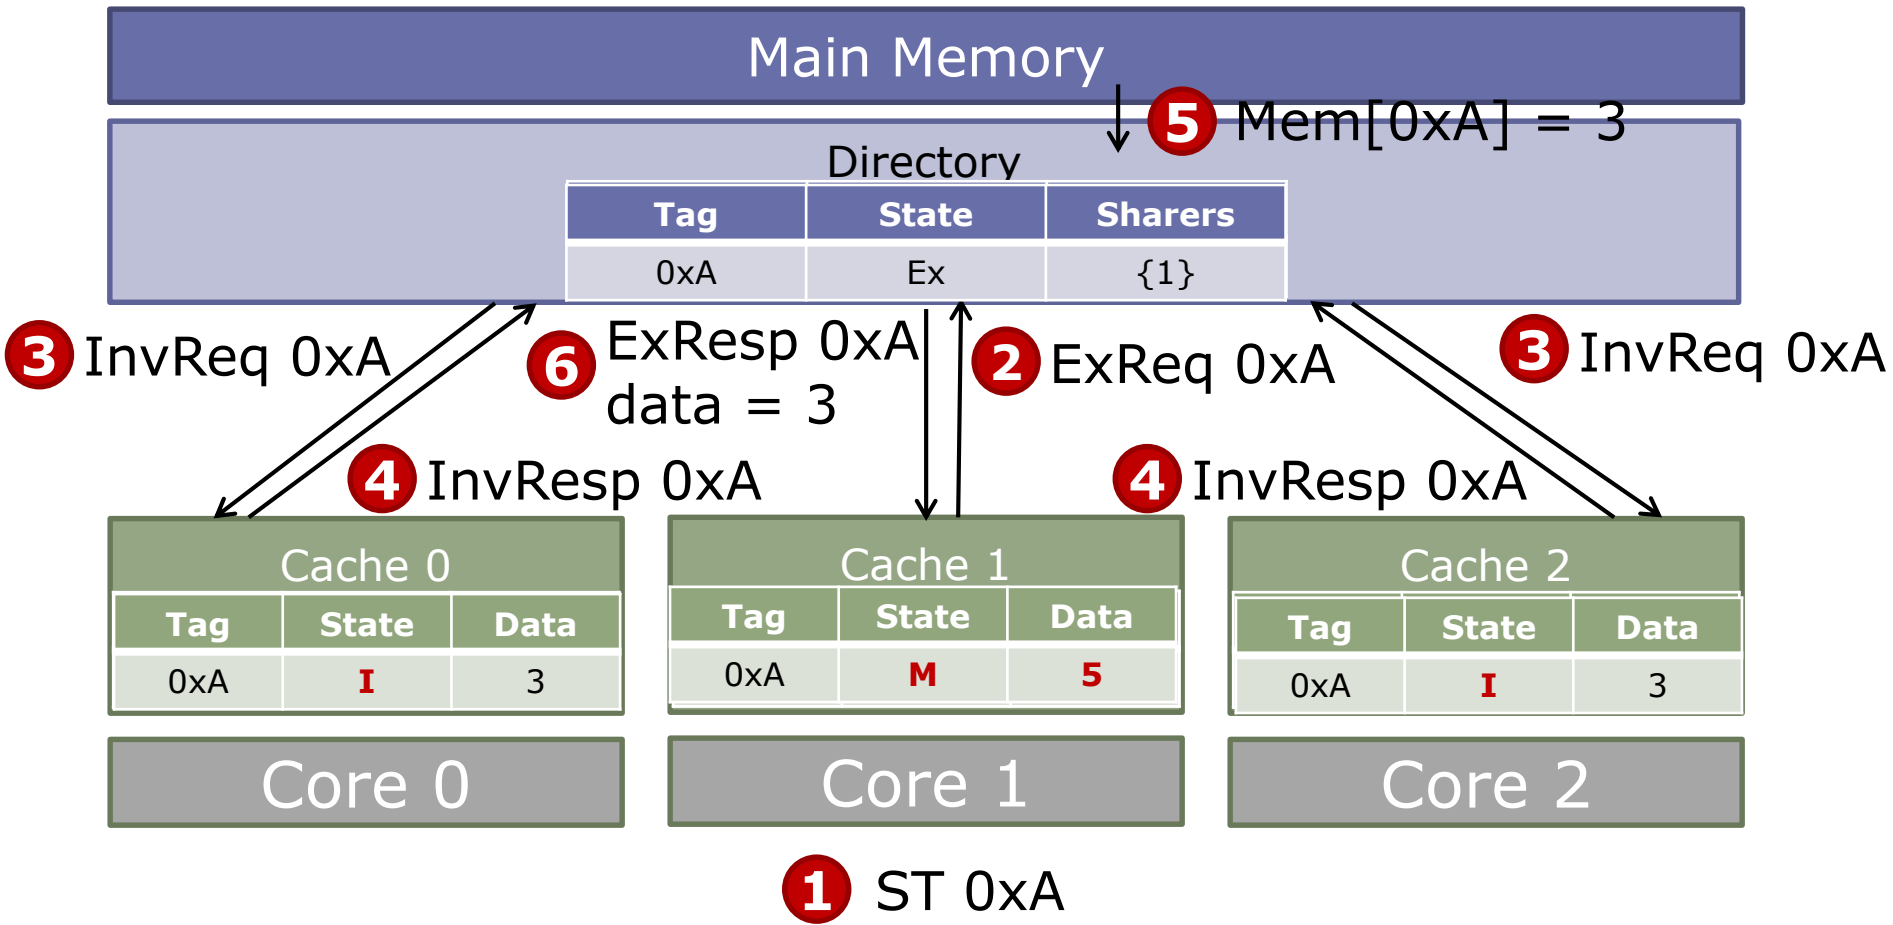 Main Memory
5 Mem[0xA] = 3
Directory
Tag State Sharers
0xA Ex {1}
3 InvReq 0xA
6 ExResp 0xA
data = 3
2 ExReq 0xA
3 InvReq 0xA
4 InvResp 0xA
4 InvResp 0xA
Cache 0
Tag State Data
0xA I 3
Core 0
Cache 1
Tag State Data
0xA M 5
Core 1
Cache 2
Tag State Data
0xA I 3
Core 2
1 ST 0xA